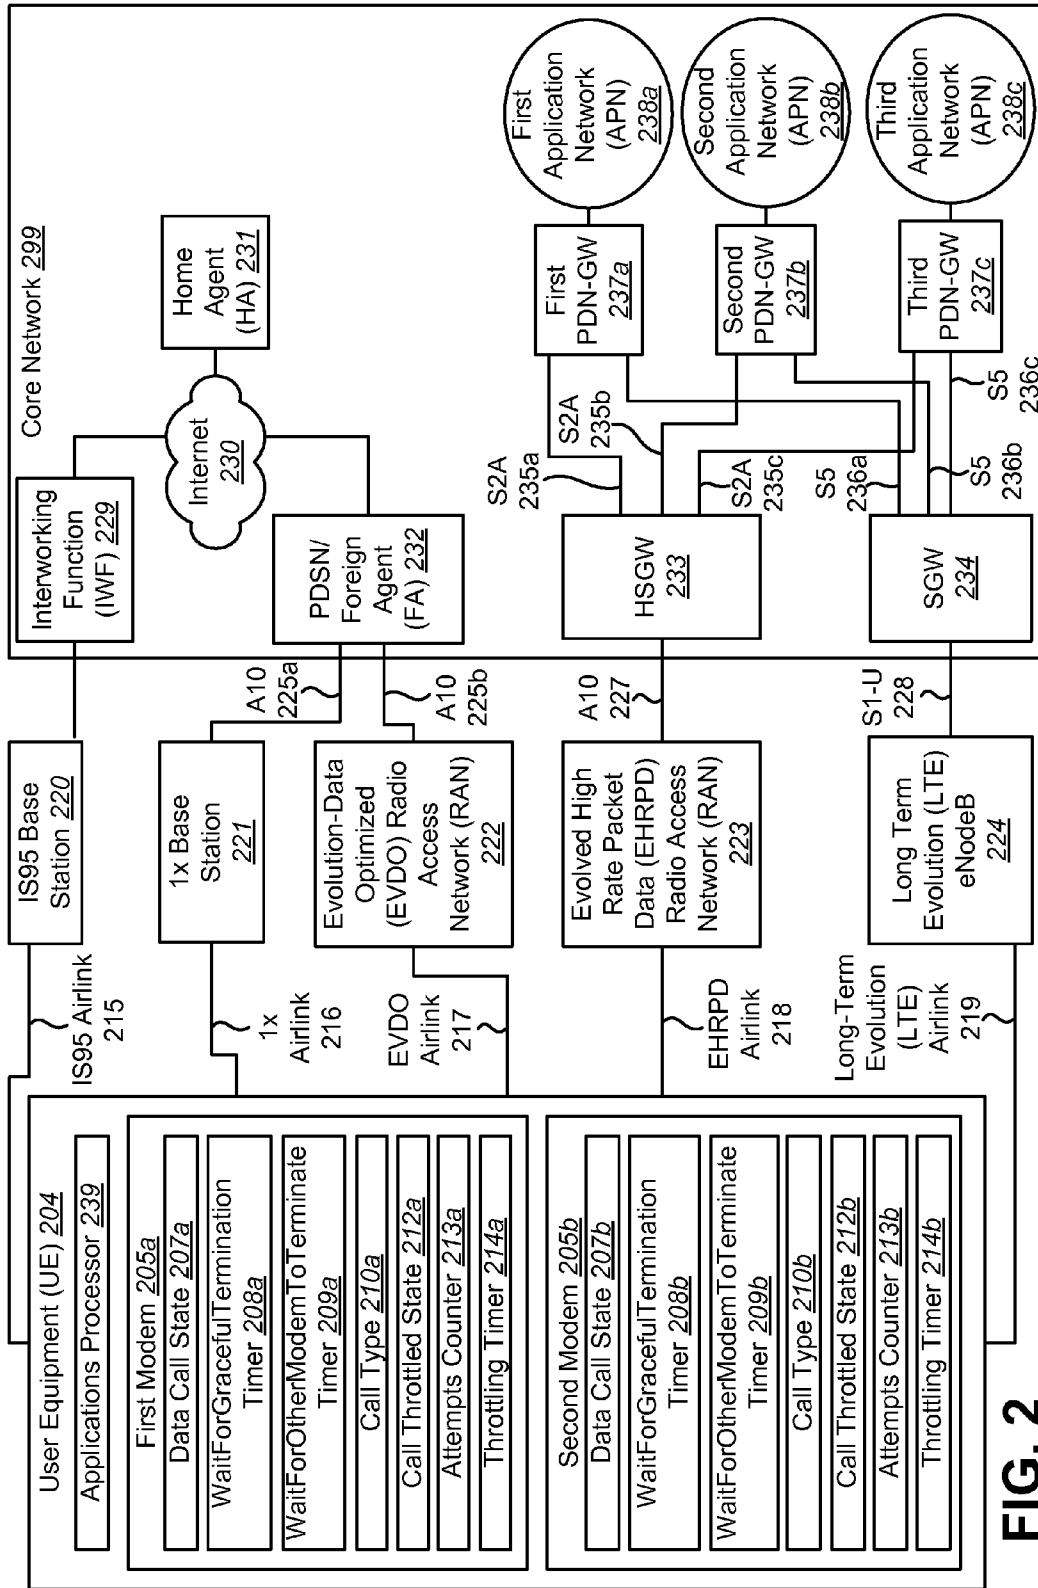 User Equipment (UE) 204
Applications Processor 239
First Modem 205a
Data Call State 207a
WaitForGracefulTermination
Timer 208a
WaitForOtherModemToTerminate
Timer 209a
Call Type 210a
Call Throttled State 212a
Attempts Counter 213a
Throttling Timer 214a
Second Modem 205b
Data Call State 207b
WaitForGracefulTermination
Timer 208b
WaitForOtherModemToTerminate
Timer 209b
Call Type 210b
Call Throttled State 212b
Attempts Counter 213b
Throttling Timer 214b
IS95 Airlink
215
1x
Airlink
216
EVDO
Airlink
217
EHRPD
Airlink
218
Long-Term
Evolution
(LTE)
Airlink
219
IS95 Base
Station 220
1x Base
Station
221
Evolution-Data
Optimized
(EVDO) Radio
Access
Network (RAN)
222
Evolved High
Rate Packet
Data (EHRPD)
Radio Access
Network (RAN)
223
Long Term
Evolution (LTE)
eNodeB
224
A10
225a
A10
225b
A10
227
S1-U
228
Core Network 299
Interworking
Function
(IWF) 229
Internet
230
Home
Agent
(HA) 231
PDSN/
Foreign
Agent
(FA) 232
HSGW
233
SGW
234
S2A
235a
S2A
235b
S2A
235c
S5
236a
S5
236b
S5
236c
First
PDN-GW
237a
Second
PDN-GW
237b
Third
PDN-GW
237c
First
Application
Network
(APN)
238a
Second
Application
Network
(APN)
238b
Third
Application
Network
(APN)
238c
FIG. 2